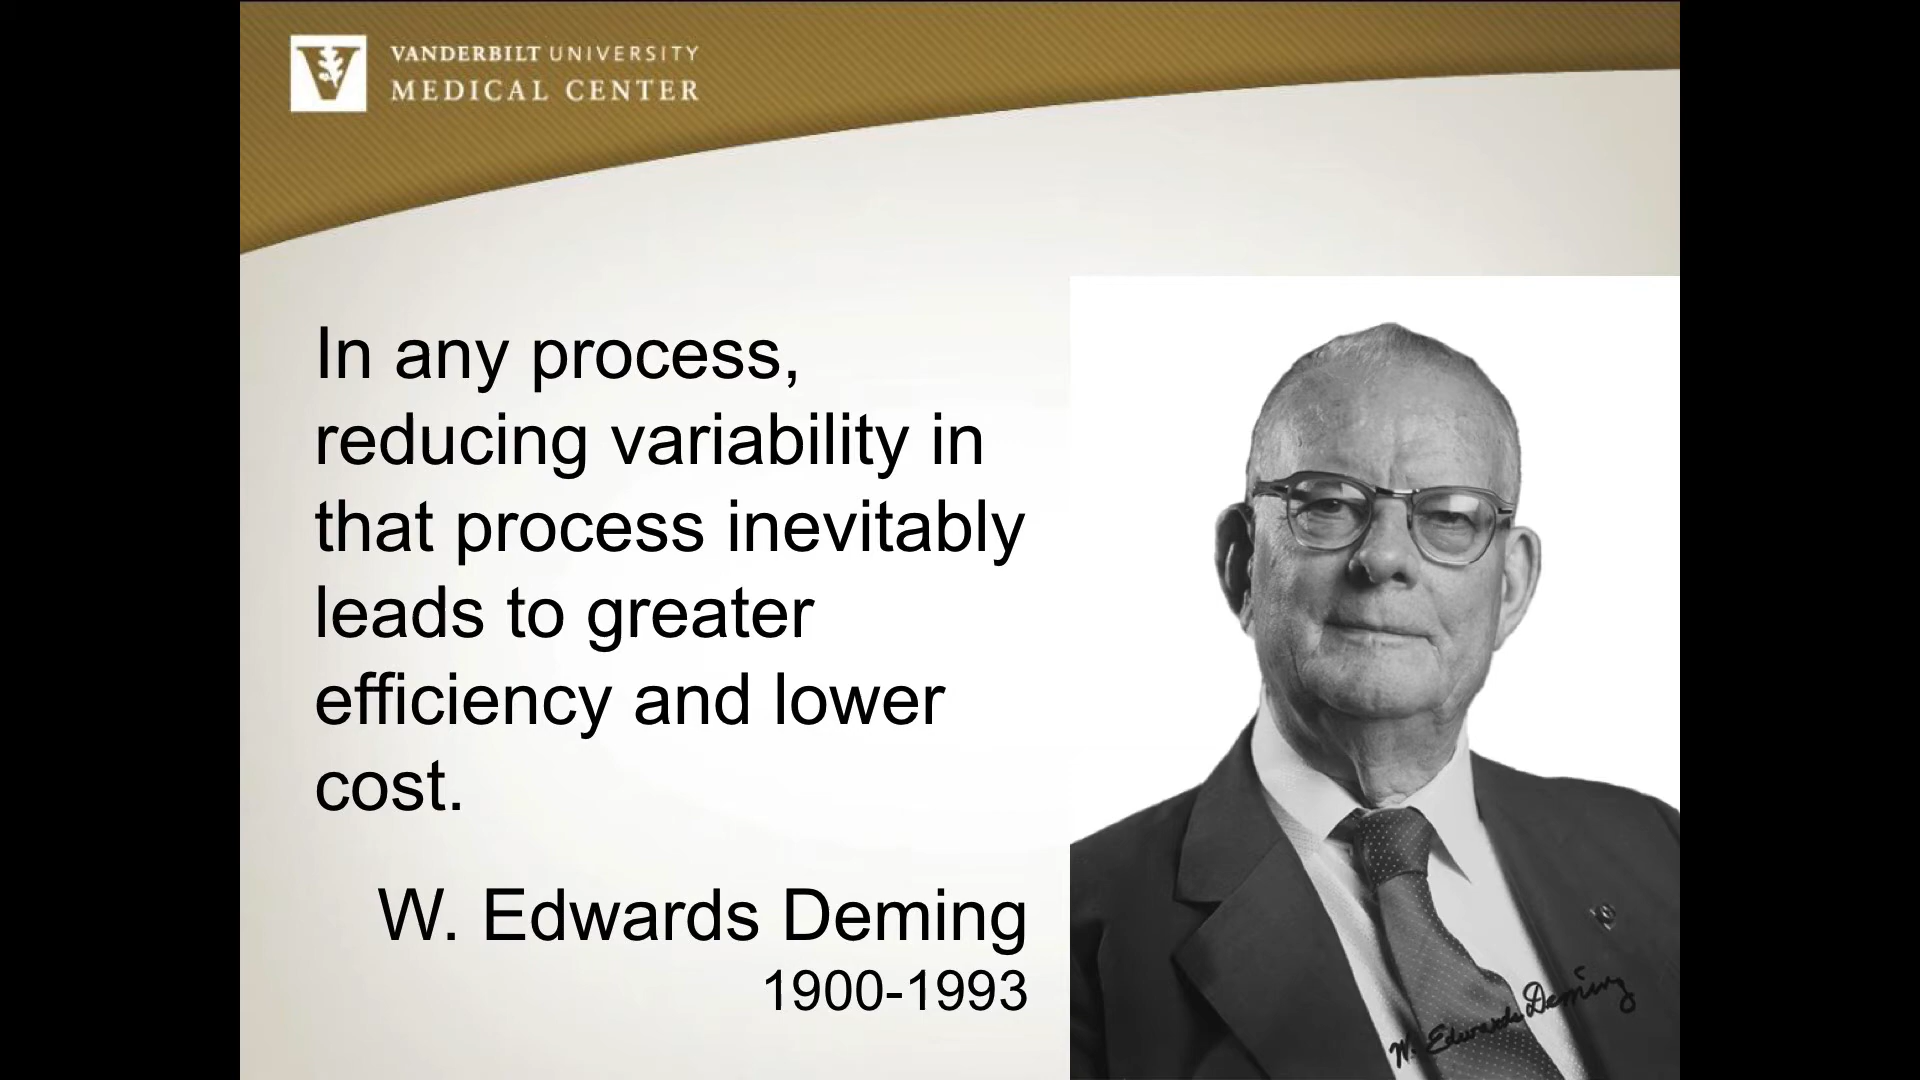 VANDERBILT UNIVERSITY
MEDICAL CENTER
In any process,
reducing variability in
that process inevitably
leads to greater
efficiency and lower
cost.
W. Edwards Deming
1900-1993
W. Edwards Deming